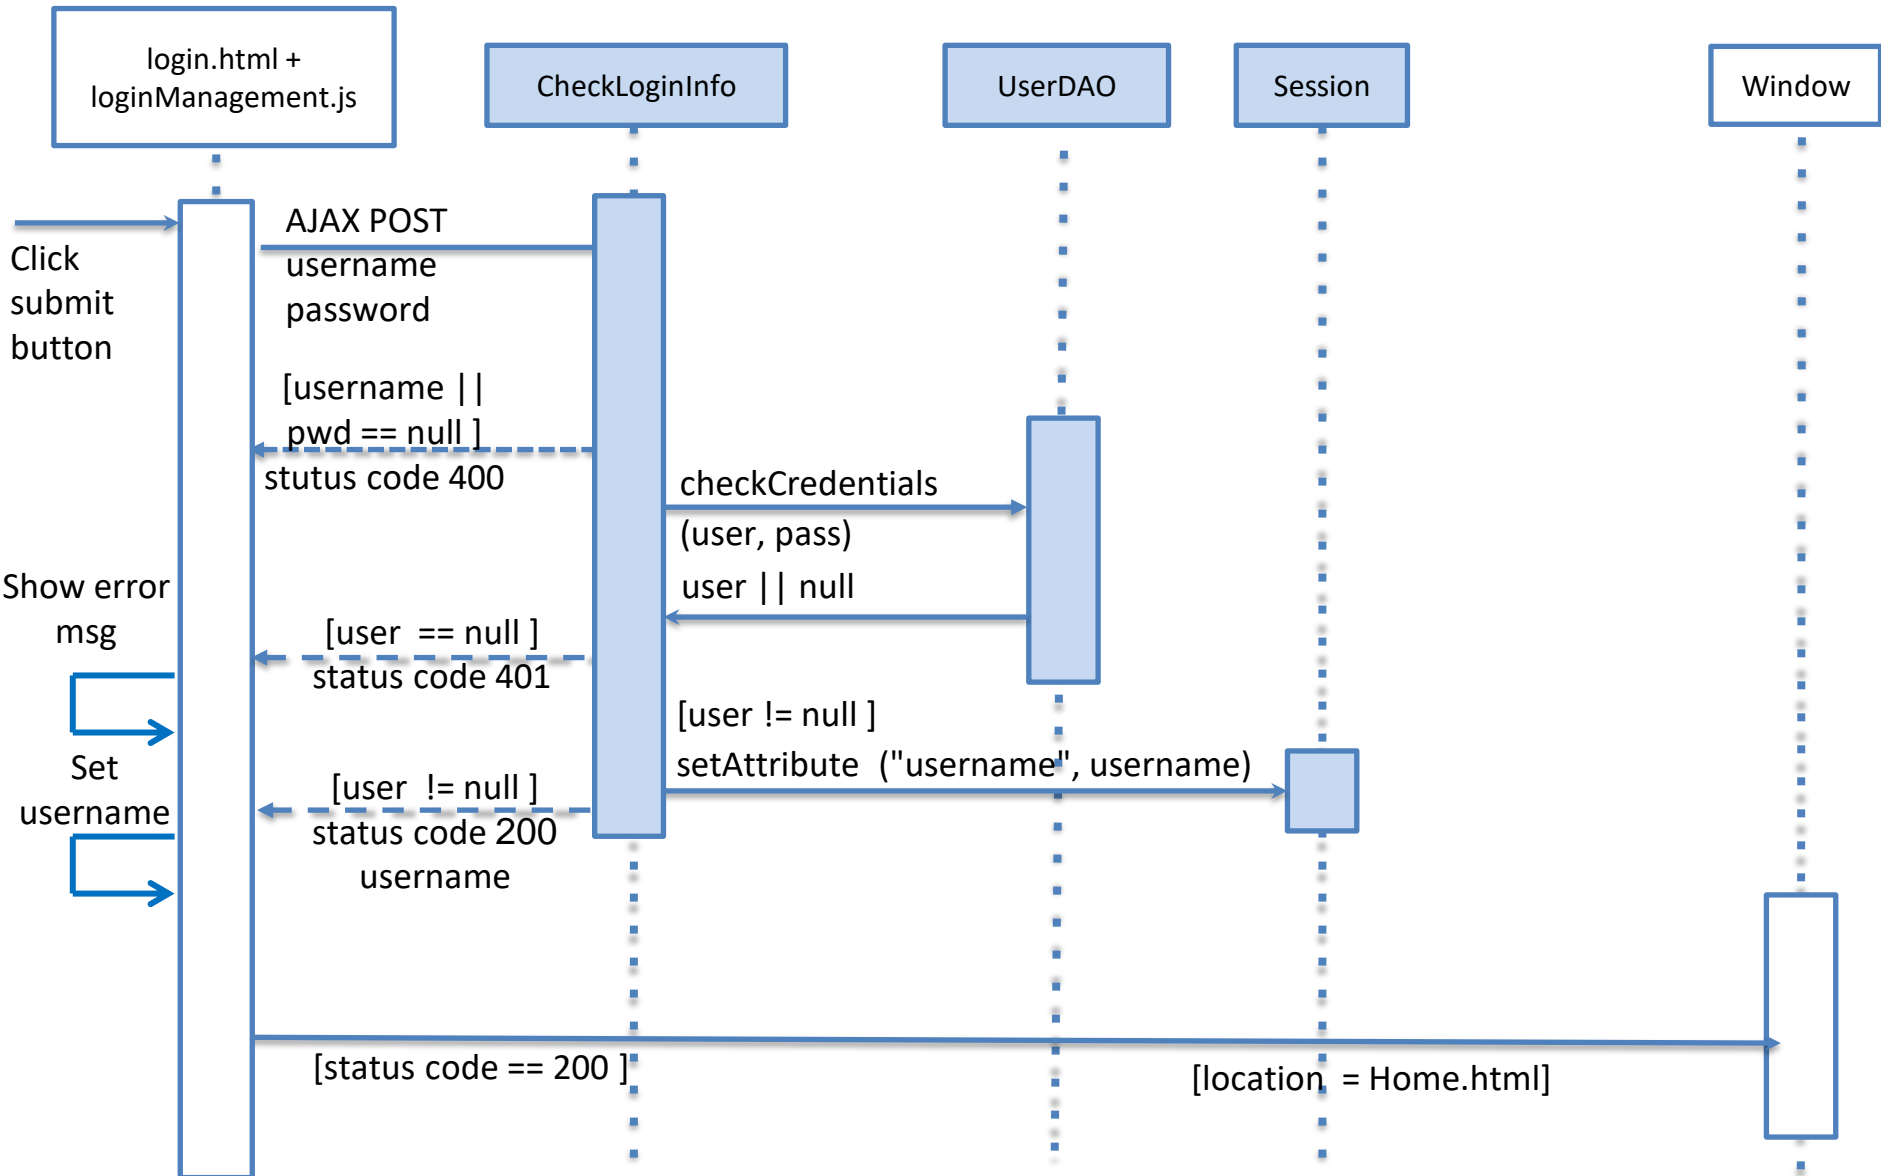 login.html +
loginManagement.js
CheckLoginInfo
UserDAO
Session
Window
Click
submit
button
AJAX POST
username
password
[username ||
pwd == null ]
stutus code 400
checkCredentials
(user, pass)
user || null
Show error
msg
[user == null ]
status code 401
[user != null ]
setAttribute ("username", username)
Set
username
[user != null ]
status code 200
username
[status code == 200 ]
[location = Home.html]